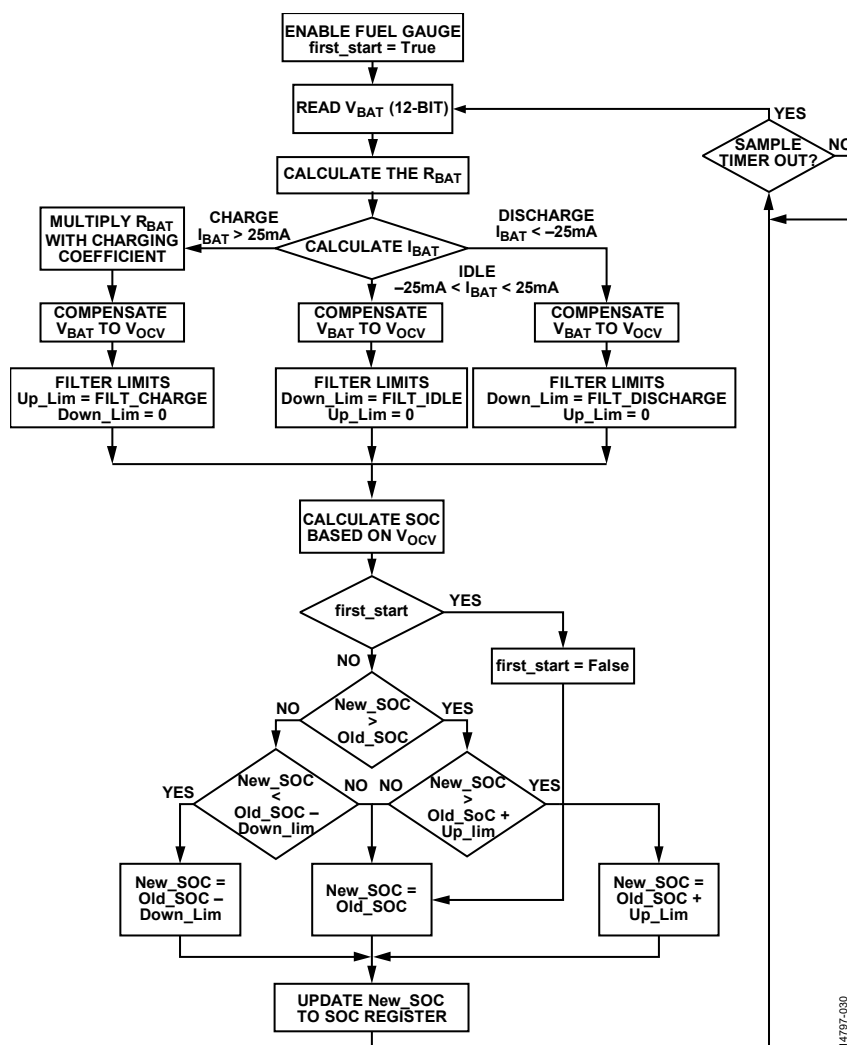 ENABLE FUEL GAUGE
first_start = True
READ VBAT (12-BIT)
YES
SAMPLE
TIMER OUT?
NO
CALCULATE THE RBAT
MULTIPLY RBAT
WITH CHARGING
COEFFICIENT
CHARGE
IBAT > 25mA
CALCULATE IBAT
DISCHARGE
IBAT < –25mA
IDLE
–25mA < IBAT < 25mA
COMPENSATE
VBAT TO VOCV
COMPENSATE
VBAT TO VOCV
COMPENSATE
VBAT TO VOCV
FILTER LIMITS
Up_Lim = FILT_CHARGE
Down_Lim = 0
FILTER LIMITS
Down_Lim = FILT_IDLE
Up_Lim = 0
FILTER LIMITS
Down_Lim = FILT_DISCHARGE
Up_Lim = 0
CALCULATE SOC
BASED ON VOCV
first_start
YES
NO
first_start = False
NO
New_SOC
>
Old_SOC
YES
YES
New_SOC
<
Old_SOC –
Down_lim
NO
NO
New_SOC
>
Old_SoC +
Up_lim
YES
New_SOC =
Old_SOC –
Down_Lim
New_SOC =
Old_SOC
New_SOC =
Old_SOC +
Up_Lim
UPDATE New_SOC
TO SOC REGISTER
14797-030